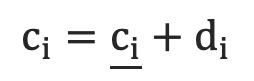 cᵢ = c̲ᵢ + dᵢ